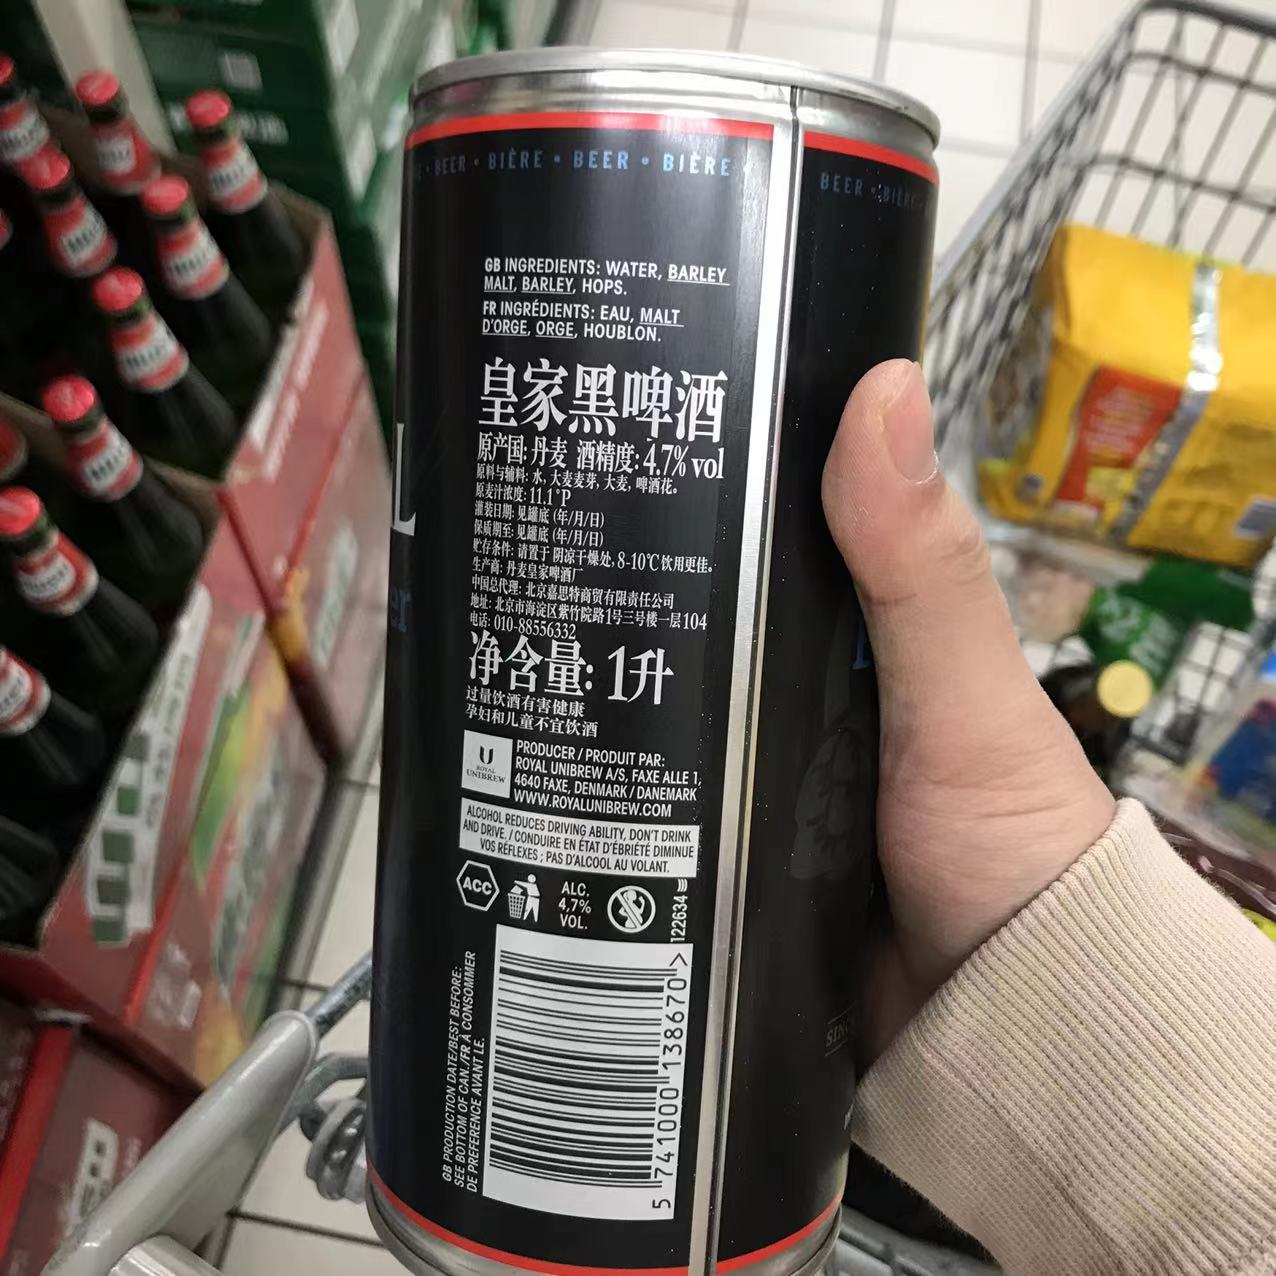 BEER • BIÈRE • BEER • BIÈRE
BEER • BIÈRE
GB INGREDIENTS: WATER, BARLEY
MALT, BARLEY, HOPS.
FR INGRÉDIENTS: EAU, MALT
D'ORGE, ORGE, HOUBLON.
皇家黑啤酒
原产国: 丹麦 酒精度: 4.7% vol
原料与辅料: 水, 大麦麦芽, 大麦, 啤酒花。
原麦汁浓度: 11.1°P
灌装日期: 见罐底 (年/月/日)
保质期至: 见罐底 (年/月/日)
贮存条件: 请置于 阴凉干燥处, 8-10℃ 饮用更佳。
生产商: 丹麦皇家啤酒厂
中国总代理: 北京嘉思特商贸有限责任公司
地址: 北京市海淀区紫竹院路1号三号楼一层104
电话: 010-88556332
净含量: 1升
过量饮酒有害健康
孕妇和儿童不宜饮酒
ROYAL
UNIBREW
PRODUCER / PRODUIT PAR:
ROYAL UNIBREW A/S, FAXE ALLE 1,
4640 FAXE, DENMARK / DANEMARK
WWW.ROYALUNIBREW.COM
ALCOHOL REDUCES DRIVING ABILITY, DON'T DRINK
AND DRIVE. / CONDUIRE EN ÉTAT D'ÉBRIÉTÉ DIMINUE
VOS RÉFLEXES ; PAS D'ALCOOL AU VOLANT.
ACC
ALC.
4.7%
VOL.
122634
GB PRODUCTION DATE/BEST BEFORE:
SEE BOTTOM OF CAN./FR À CONSOMMER
DE PREFERENCE AVANT LE.
5 741000 138670 >